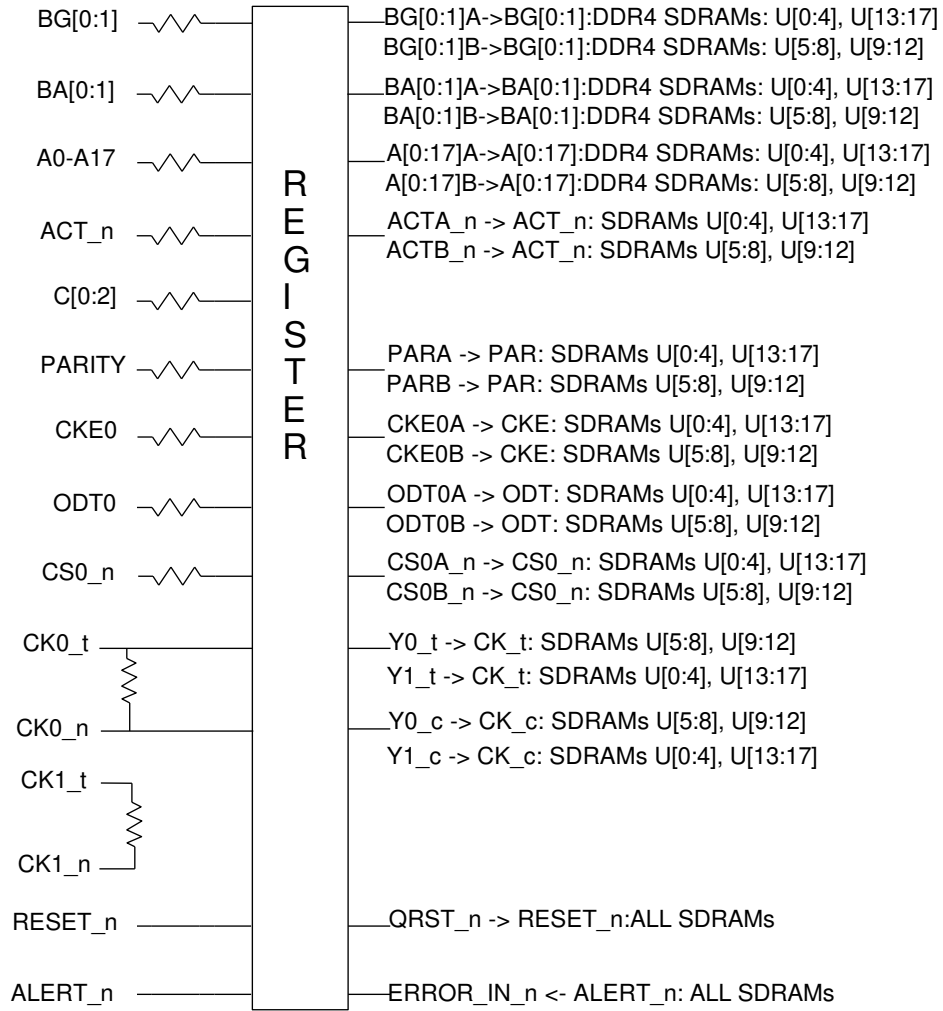 BG[0:1]
BG[0:1]A->BG[0:1]:DDR4 SDRAMs: U[0:4], U[13:17]
BG[0:1]B->BG[0:1]:DDR4 SDRAMs: U[5:8], U[9:12]
BA[0:1]
BA[0:1]A->BA[0:1]:DDR4 SDRAMs: U[0:4], U[13:17]
BA[0:1]B->BA[0:1]:DDR4 SDRAMs: U[5:8], U[9:12]
A0-A17
A[0:17]A->A[0:17]:DDR4 SDRAMs: U[0:4], U[13:17]
A[0:17]B->A[0:17]:DDR4 SDRAMs: U[5:8], U[9:12]
REGISTER
ACT_n
ACTA_n -> ACT_n: SDRAMs U[0:4], U[13:17]
ACTB_n -> ACT_n: SDRAMs U[5:8], U[9:12]
C[0:2]
PARITY
PARA -> PAR: SDRAMs U[0:4], U[13:17]
PARB -> PAR: SDRAMs U[5:8], U[9:12]
CKE0
CKE0A -> CKE: SDRAMs U[0:4], U[13:17]
CKE0B -> CKE: SDRAMs U[5:8], U[9:12]
ODT0
ODT0A -> ODT: SDRAMs U[0:4], U[13:17]
ODT0B -> ODT: SDRAMs U[5:8], U[9:12]
CS0_n
CS0A_n -> CS0_n: SDRAMs U[0:4], U[13:17]
CS0B_n -> CS0_n: SDRAMs U[5:8], U[9:12]
CK0_t
Y0_t -> CK_t: SDRAMs U[5:8], U[9:12]
Y1_t -> CK_t: SDRAMs U[0:4], U[13:17]
CK0_n
Y0_c -> CK_c: SDRAMs U[5:8], U[9:12]
Y1_c -> CK_c: SDRAMs U[0:4], U[13:17]
CK1_t
CK1_n
RESET_n
QRST_n -> RESET_n:ALL SDRAMs
ALERT_n
ERROR_IN_n <- ALERT_n: ALL SDRAMs